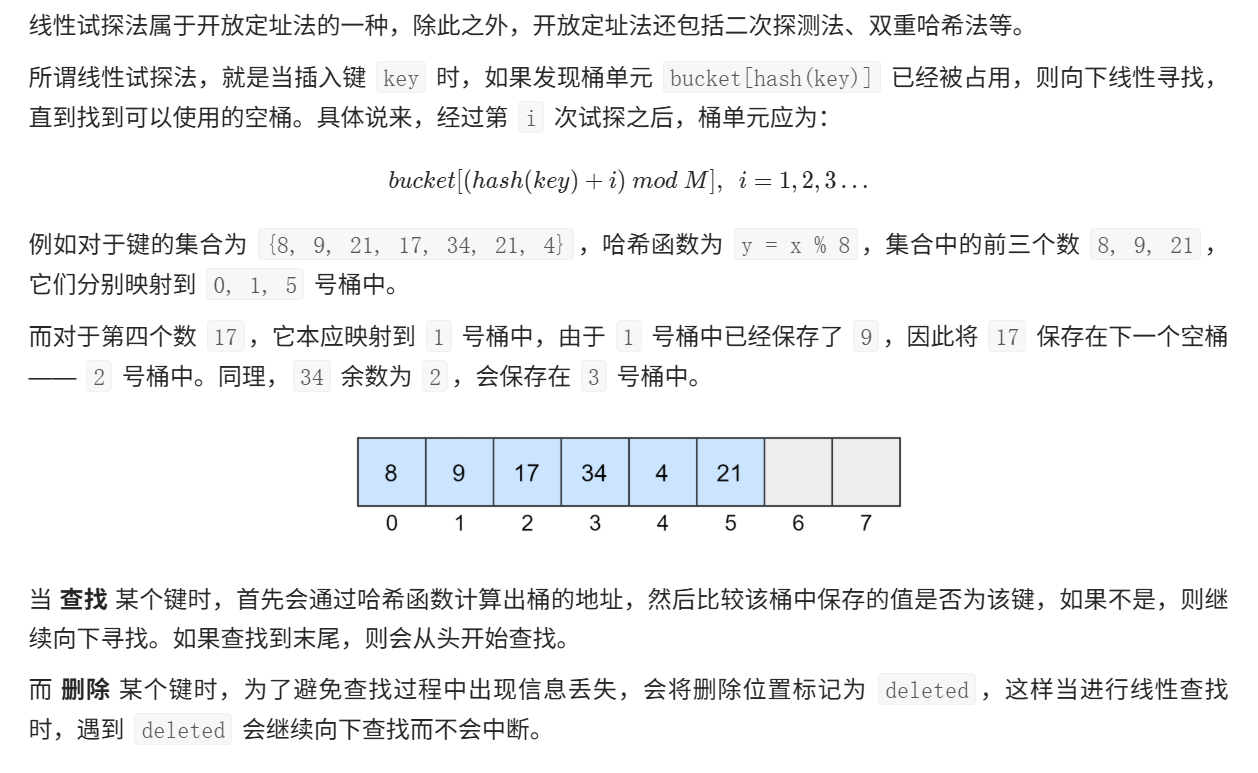 线性试探法属于开放定址法的一种，除此之外，开放定址法还包括二次探测法、双重哈希法等。
所谓线性试探法，就是当插入键 key 时，如果发现桶单元 bucket[hash(key)] 已经被占用，则向下线性寻找，
直到找到可以使用的空桶。具体说来，经过第 i 次试探之后，桶单元应为：
bucket[(hash(key) + i) mod M], i = 1, 2, 3 . . .
例如对于键的集合为 {8, 9, 21, 17, 34, 21, 4} ，哈希函数为 y = x % 8 ，集合中的前三个数 8, 9, 21 ，
它们分别映射到 0, 1, 5 号桶中。
而对于第四个数 17 ，它本应映射到 1 号桶中，由于 1 号桶中已经保存了 9 ，因此将 17 保存在下一个空桶
—— 2 号桶中。同理， 34 余数为 2 ，会保存在 3 号桶中。
8 9 17 34 4 21
0 1 2 3 4 5 6 7
当 查找 某个键时，首先会通过哈希函数计算出桶的地址，然后比较该桶中保存的值是否为该键，如果不是，则继
续向下寻找。如果查找到末尾，则会从头开始查找。
而 删除 某个键时，为了避免查找过程中出现信息丢失，会将删除位置标记为 deleted ，这样当进行线性查找
时，遇到 deleted 会继续向下查找而不会中断。